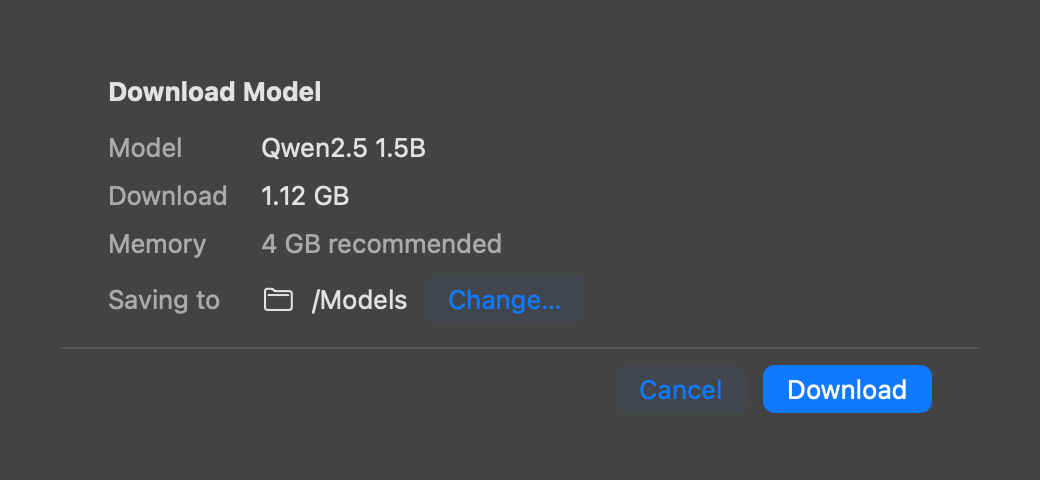 Download Model
Model Qwen2.5 1.5B
Download 1.12 GB
Memory 4 GB recommended
Saving to /Models Change...
Cancel Download